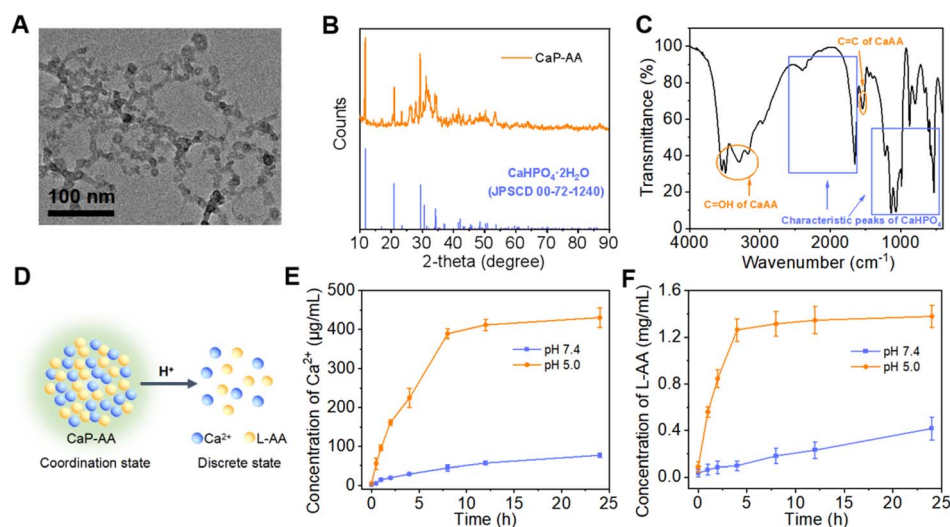 A
100 nm
B
Counts
CaP-AA
CaHPO₄·2H₂O
(JPSCD 00-72-1240)
10 20 30 40 50 60 70 80 90
2-theta (degree)
C
Transmittance (%)
100
80
60
40
20
0
C=C of CaAA
C=OH of CaAA
Characteristic peaks of CaHPO₄
4000 3000 2000 1000
Wavenumber (cm⁻¹)
D
H⁺
CaP-AA
Ca²⁺ L-AA
Coordination state
Discrete state
E
Concentration of Ca²⁺ (μg/mL)
500
400
300
200
100
0
pH 7.4
pH 5.0
0 5 10 15 20 25
Time (h)
F
Concentration of L-AA (mg/mL)
1.6
1.2
0.8
0.4
0.0
pH 7.4
pH 5.0
0 5 10 15 20 25
Time (h)